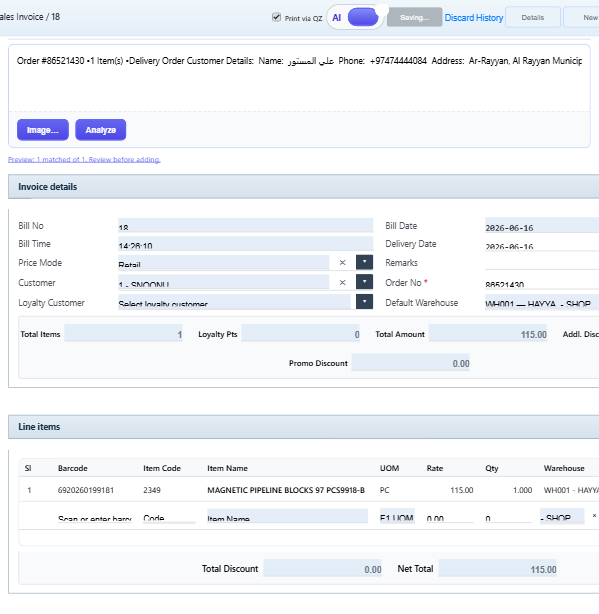 ales Invoice / 18
Print via QZ AI Saving... Discard History Details New
Order #86521430 •1 Item(s) •Delivery Order Customer Details: Name: علي المستور Phone: +97474444084 Address: Ar-Rayyan, Al Rayyan Municip
Image... Analyze
Preview: 1 matched of 1. Review before adding.
Invoice details
Bill No 18 Bill Date 2026-06-16
Bill Time 14:26:10 Delivery Date 2026-06-16
Price Mode Retail × Remarks
Customer 1 - SNOONU × Order No * 86521430
Loyalty Customer Select loyalty customer Default Warehouse WH001 — HAYYA - SHOP
Total Items 1 Loyalty Pts 0 Total Amount 115.00 Addl. Disc
Promo Discount 0.00
Line items
Sl Barcode Item Code Item Name UOM Rate Qty Warehouse
1 6920260199181 2349 MAGNETIC PIPELINE BLOCKS 97 PCS9918-B PC 115.00 1.000 WH001 - HAYYA
Scan or enter barc Code Item Name F1 UOM 0.00 0 - SHOP ×
Total Discount 0.00 Net Total 115.00